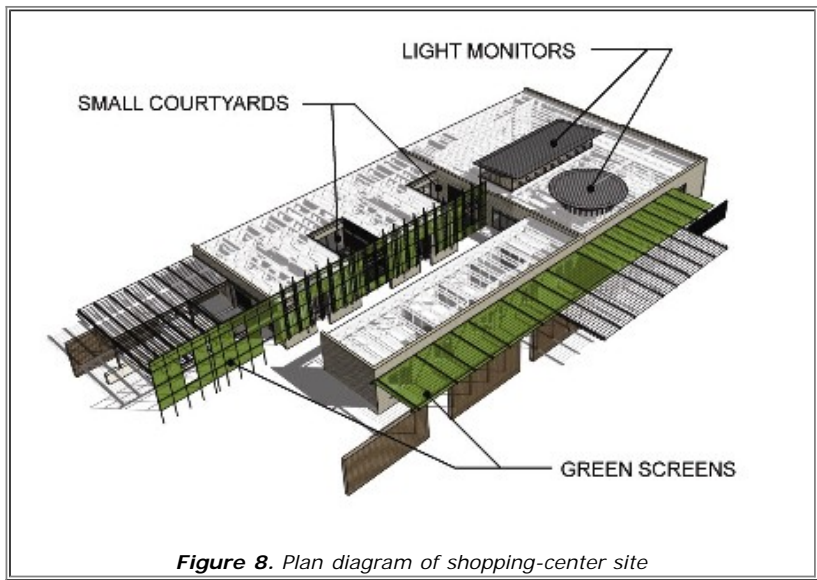 LIGHT MONITORS
SMALL COURTYARDS
GREEN SCREENS
Figure 8. Plan diagram of shopping-center site